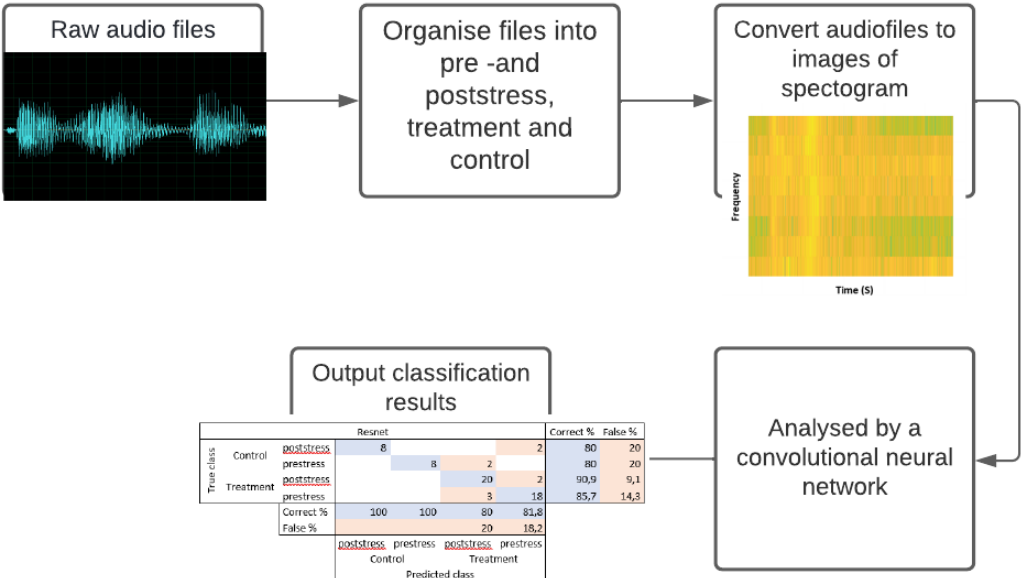 Raw audio files
Organise files into
pre -and
poststress,
treatment and
control
Convert audiofiles to
images of
spectogram
Frequency
Time (S)
Analysed by a
convolutional neural
network
Output classification
results
Resnet Correct % False %
True class
Control poststress 8 2 80 20
prestress 8 2 80 20
Treatment poststress 20 2 90,9 9,1
prestress 3 18 85,7 14,3
Correct % 100 100 80 81,8
False % 20 18,2
poststress prestress poststress prestress
Control Treatment
Predicted class